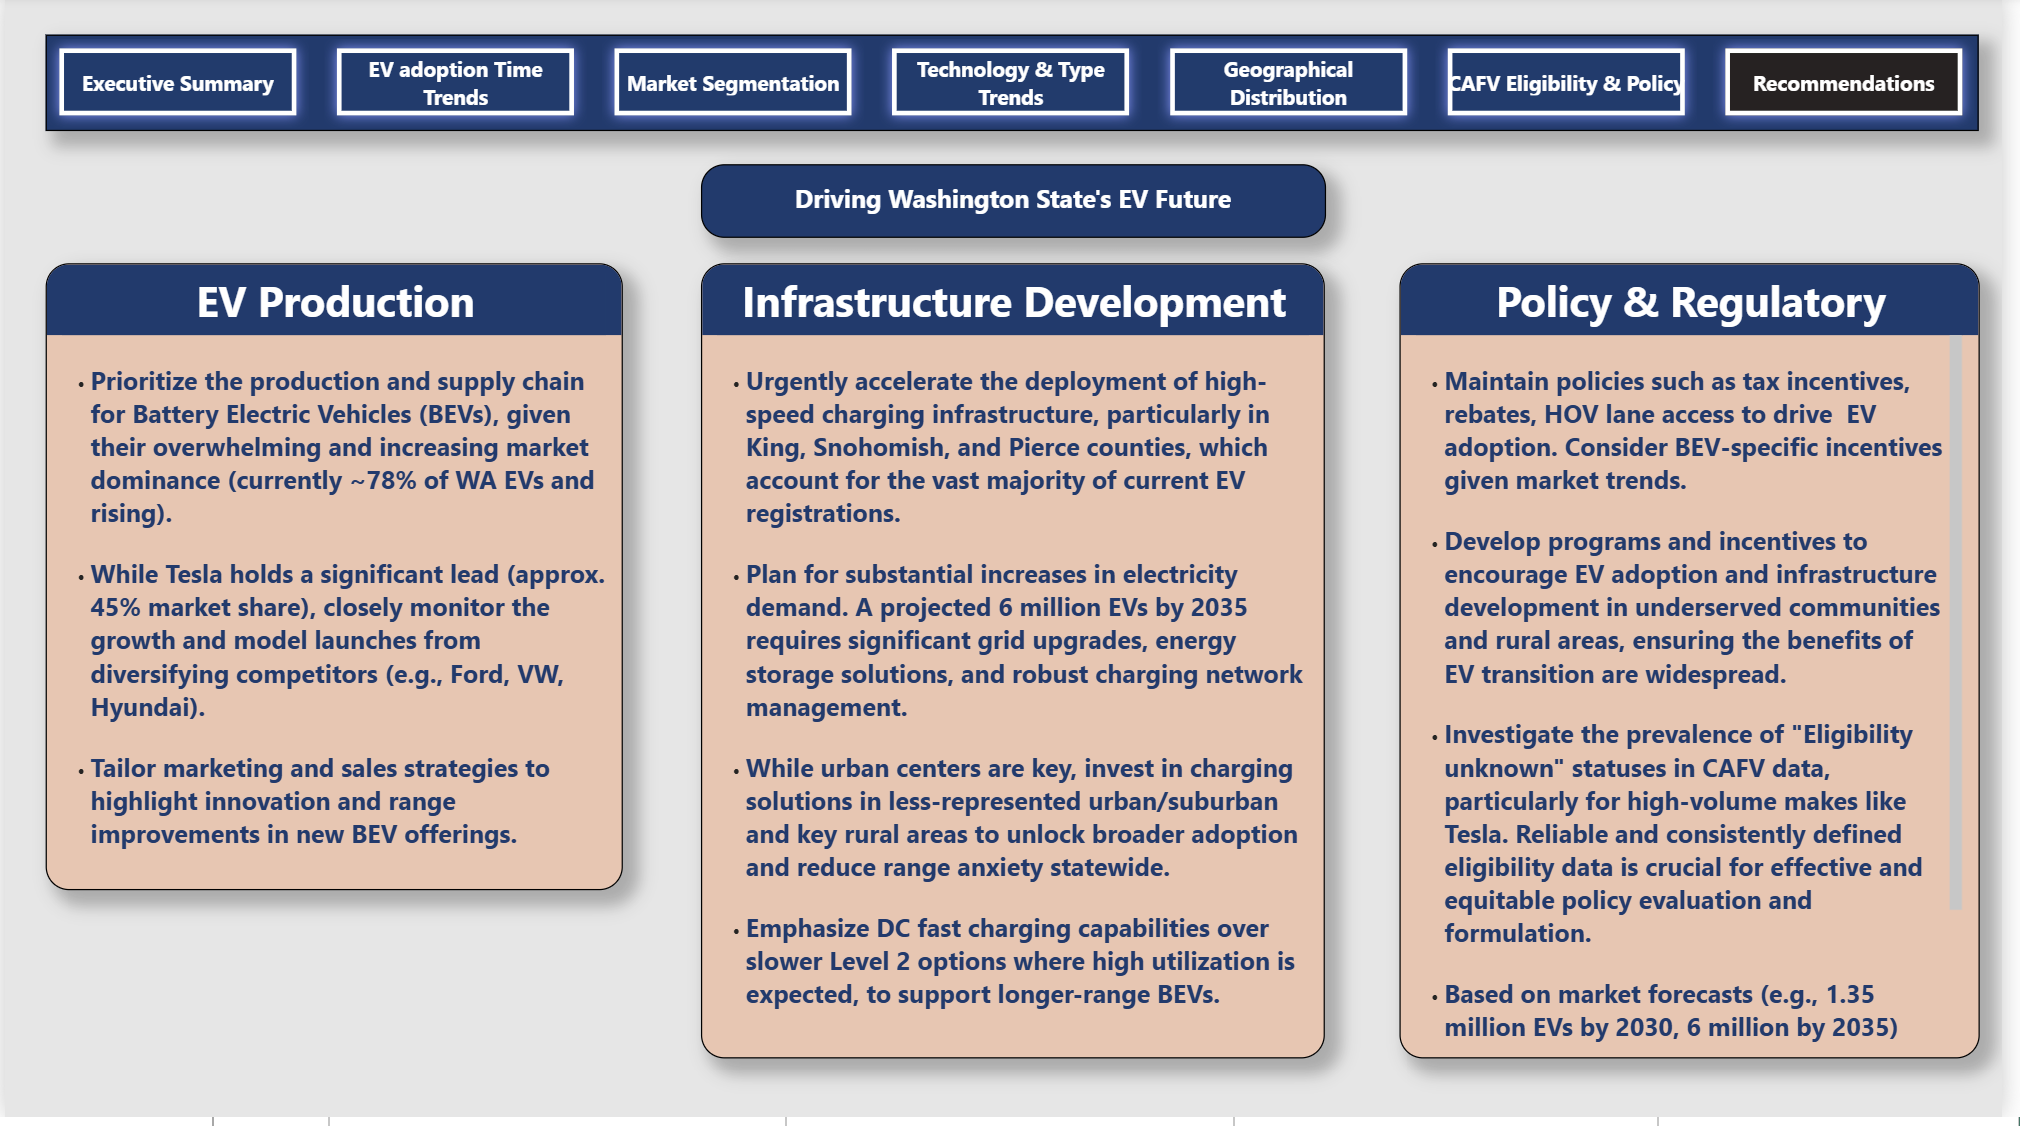 Executive Summary
EV adoption Time
Trends
Market Segmentation
Technology & Type
Trends
Geographical
Distribution
CAFV Eligibility & Policy
Recommendations
Driving Washington State's EV Future
EV Production
• Prioritize the production and supply chain
for Battery Electric Vehicles (BEVs), given
their overwhelming and increasing market
dominance (currently ~78% of WA EVs and
rising).
• While Tesla holds a significant lead (approx.
45% market share), closely monitor the
growth and model launches from
diversifying competitors (e.g., Ford, VW,
Hyundai).
• Tailor marketing and sales strategies to
highlight innovation and range
improvements in new BEV offerings.
Infrastructure Development
• Urgently accelerate the deployment of high-
speed charging infrastructure, particularly in
King, Snohomish, and Pierce counties, which
account for the vast majority of current EV
registrations.
• Plan for substantial increases in electricity
demand. A projected 6 million EVs by 2035
requires significant grid upgrades, energy
storage solutions, and robust charging network
management.
• While urban centers are key, invest in charging
solutions in less-represented urban/suburban
and key rural areas to unlock broader adoption
and reduce range anxiety statewide.
• Emphasize DC fast charging capabilities over
slower Level 2 options where high utilization is
expected, to support longer-range BEVs.
Policy & Regulatory
• Maintain policies such as tax incentives,
rebates, HOV lane access to drive  EV
adoption. Consider BEV-specific incentives
given market trends.
• Develop programs and incentives to
encourage EV adoption and infrastructure
development in underserved communities
and rural areas, ensuring the benefits of
EV transition are widespread.
• Investigate the prevalence of "Eligibility
unknown" statuses in CAFV data,
particularly for high-volume makes like
Tesla. Reliable and consistently defined
eligibility data is crucial for effective and
equitable policy evaluation and
formulation.
• Based on market forecasts (e.g., 1.35
million EVs by 2030, 6 million by 2035)